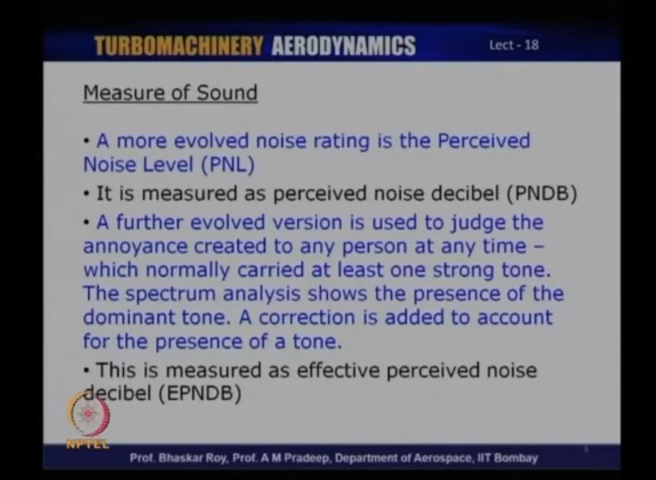 TURBOMACHINERY AERODYNAMICS Lect - 18
Measure of Sound
• A more evolved noise rating is the Perceived
Noise Level (PNL)
• It is measured as perceived noise decibel (PNDB)
• A further evolved version is used to judge the
annoyance created to any person at any time –
which normally carried at least one strong tone.
The spectrum analysis shows the presence of the
dominant tone. A correction is added to account
for the presence of a tone.
• This is measured as effective perceived noise
decibel (EPNDB)
NPTEL
Prof. Bhaskar Roy, Prof. A M Pradeep, Department of Aerospace, IIT Bombay